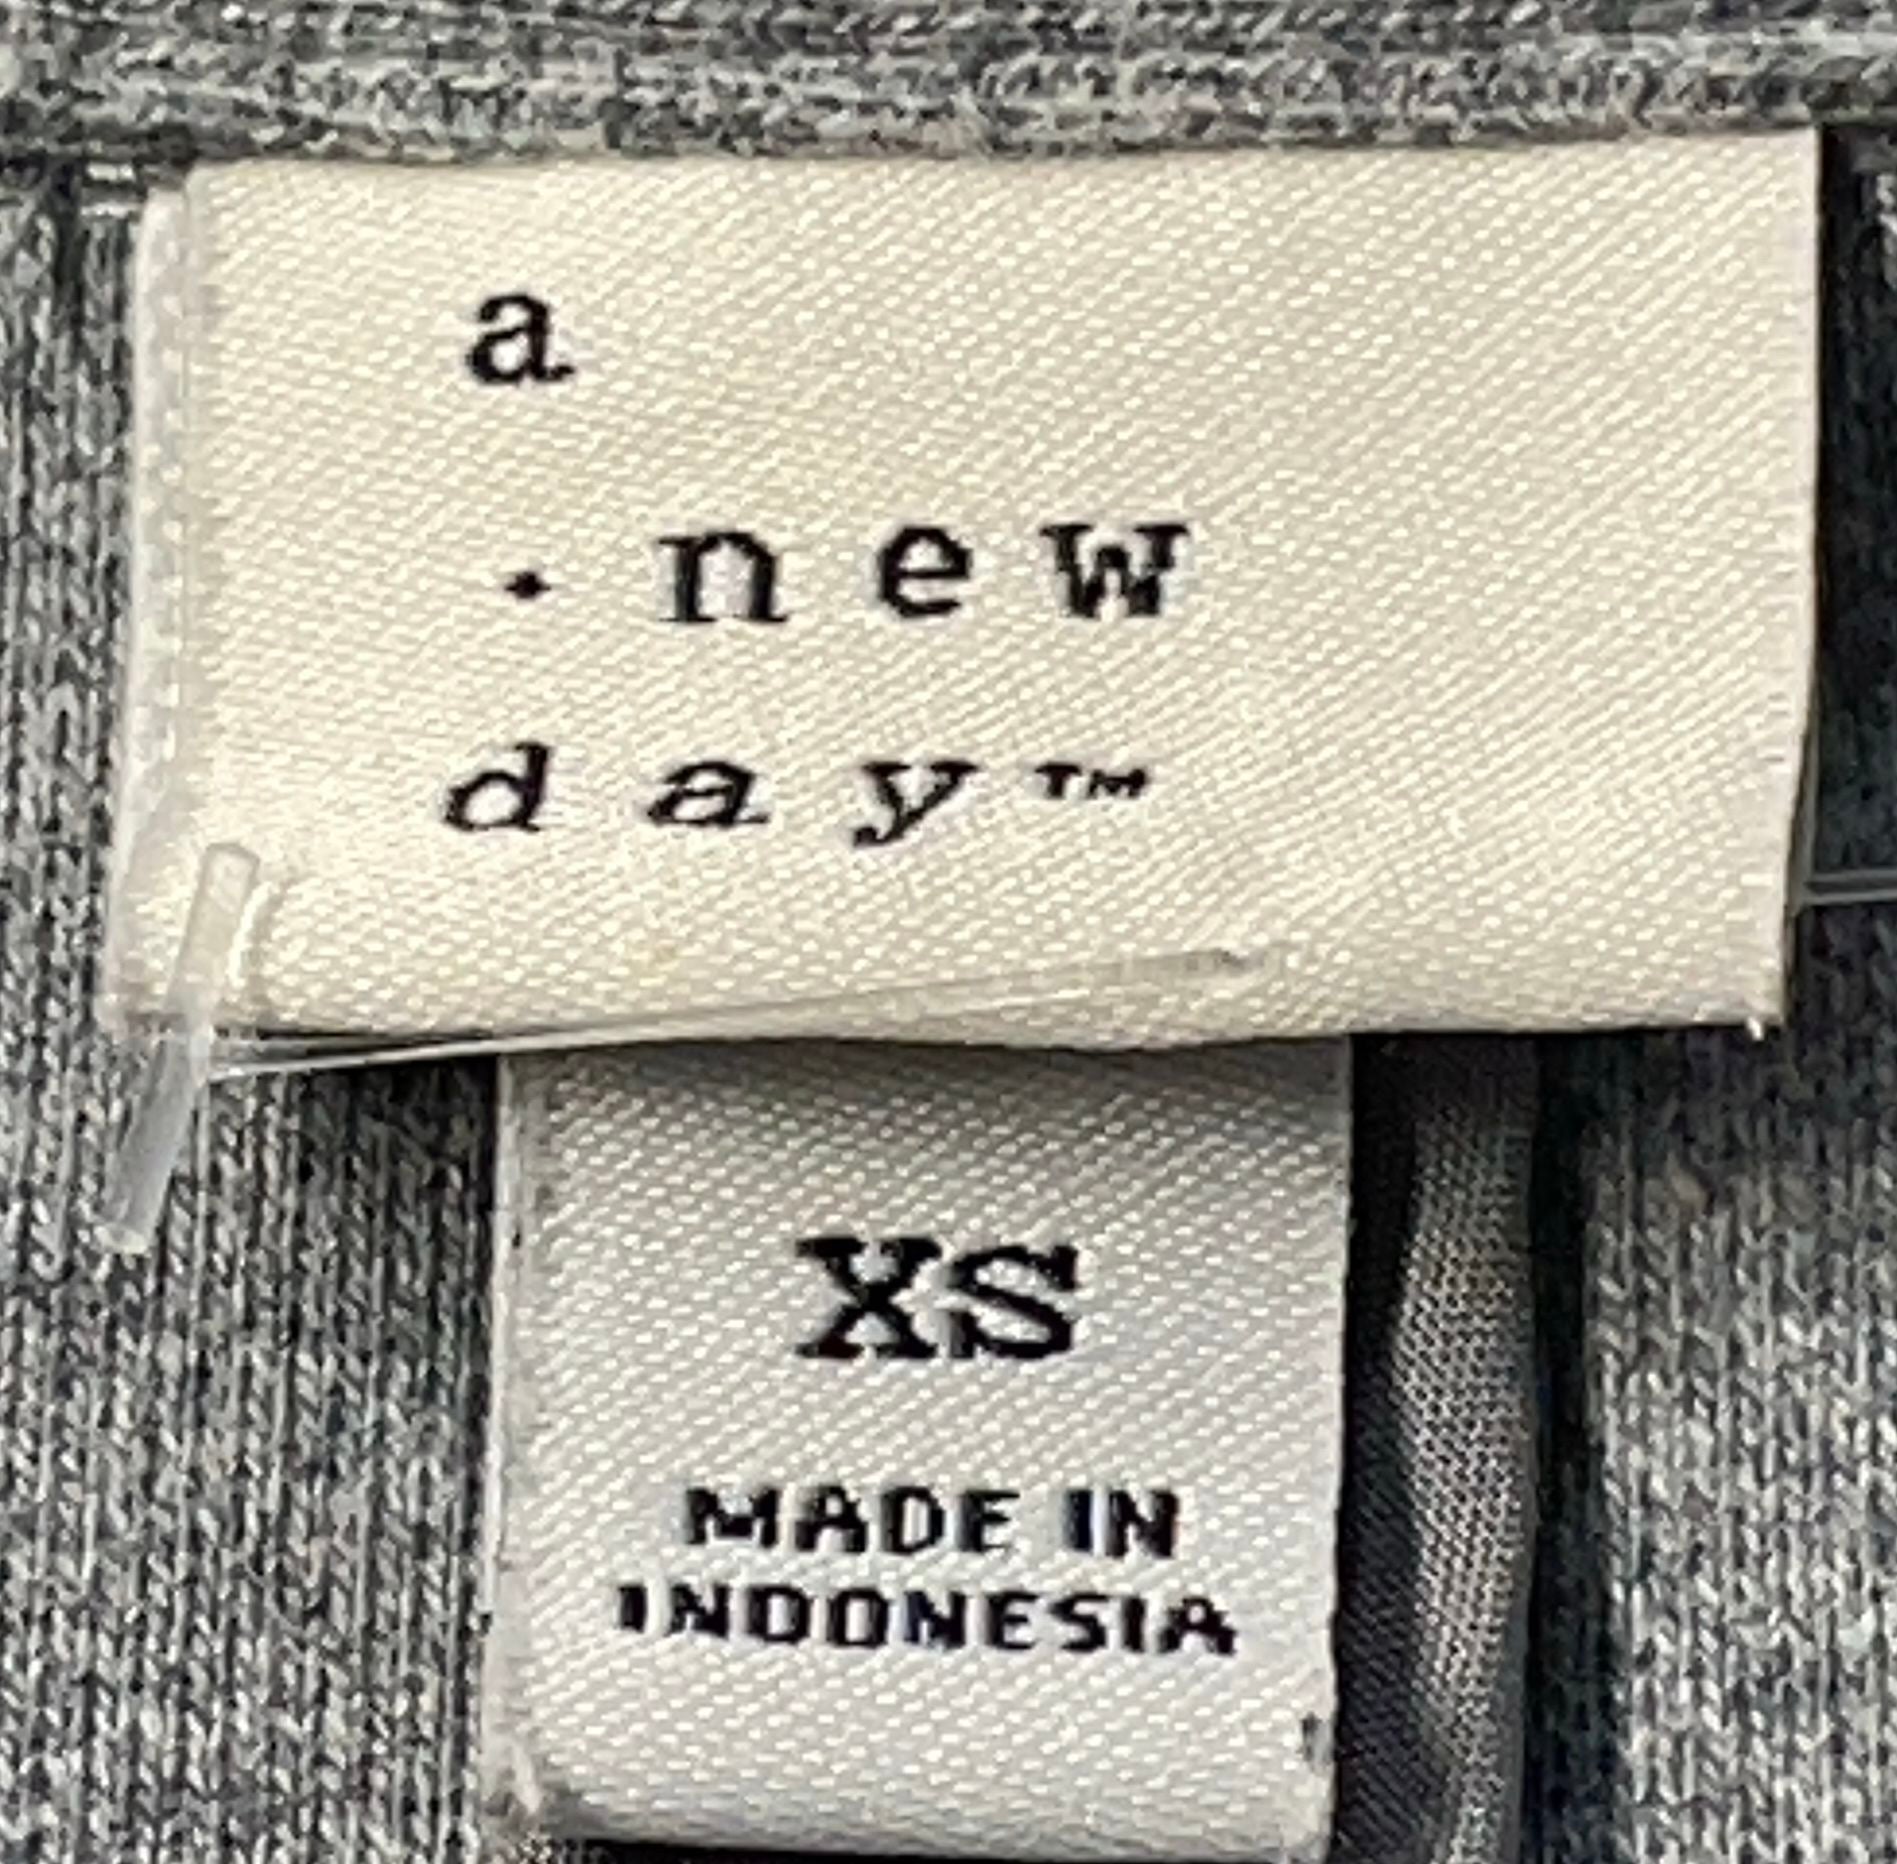 a
· new
day™
XS
MADE IN
INDONESIA